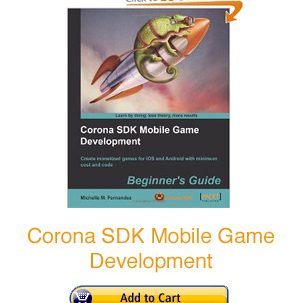 Learn by doing: less theory, more results
Corona SDK Mobile Game
Development
Create monetized games for iOS and Android with minimum
cost and code
Beginner's Guide
Michelle M. Fernandez
Corona SDK Mobile Game
Development
Add to Cart